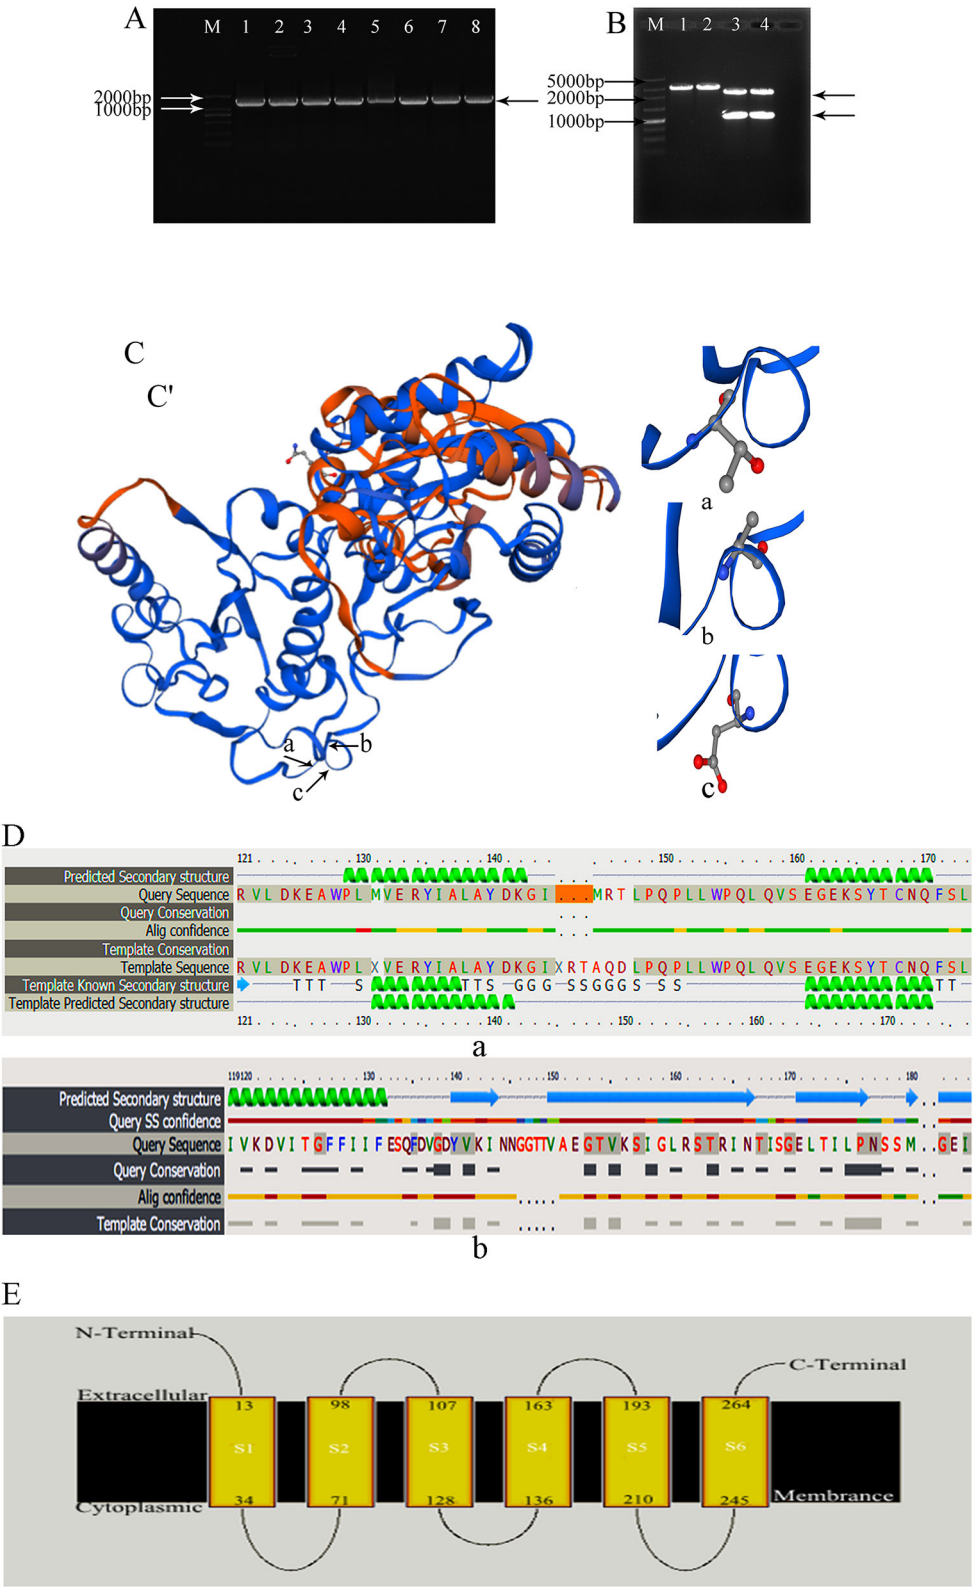 A
M 1 2 3 4 5 6 7 8
2000bp
1000bp
B
M 1 2 3 4
5000bp
2000bp
1000bp
C
C'
a
b
c
a
b
c
D
121 130 140 150 160 170
Predicted Secondary structure
Query Sequence R V L D K E A W P L M V E R Y I A L A Y D K G I . . . M R T L P Q P L L W P Q L Q V S E G E K S Y T C N Q F S L
Query Conservation . . .
Alig confidence . . .
Template Conservation
Template Sequence R V L D K E A W P L X V E R Y I A L A Y D K G I X R T A Q D L P Q P L L W P Q L Q V S E G E K S Y T C N Q F S L
Template Known Secondary structure T T T S T T S G G G S S G G G S S S T T
Template Predicted Secondary structure
121 130 140 150 160 170
a
119120 130 140 150 160 170 180
Predicted Secondary structure
Query SS confidence
Query Sequence I V K D V I T G F F I I F E S Q F D V G D Y V K I N N G G T T V A E G T V K S I G L R S T R I N T I S G E L T I L P N S S M . . G E I
Query Conservation
Alig confidence . . . . . . .
Template Conservation . . . . . . .
b
E
N-Terminal
C-Terminal
Extracellular
13 98 107 163 193 264
S1 S2 S3 S4 S5 S6
34 71 128 136 210 245
Cytoplasmic
Membrance